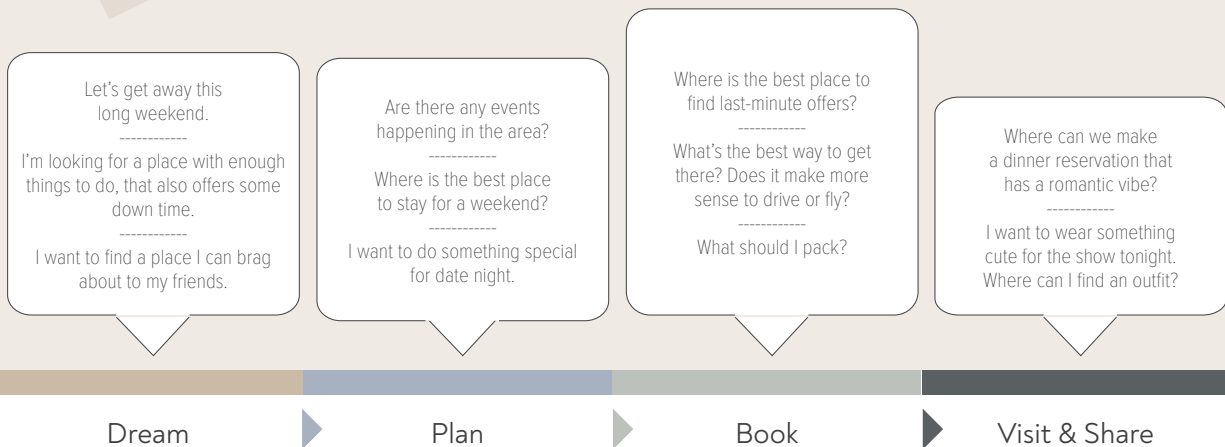 Let's get away this
long weekend.
------------
I'm looking for a place with enough
things to do, that also offers some
down time.
------------
I want to find a place I can brag
about to my friends.
Are there any events
happening in the area?
------------
Where is the best place
to stay for a weekend?
------------
I want to do something special
for date night.
Where is the best place to
find last-minute offers?
------------
What's the best way to get
there? Does it make more
sense to drive or fly?
------------
What should I pack?
Where can we make
a dinner reservation that
has a romantic vibe?
------------
I want to wear something
cute for the show tonight.
Where can I find an outfit?
Dream
Plan
Book
Visit & Share